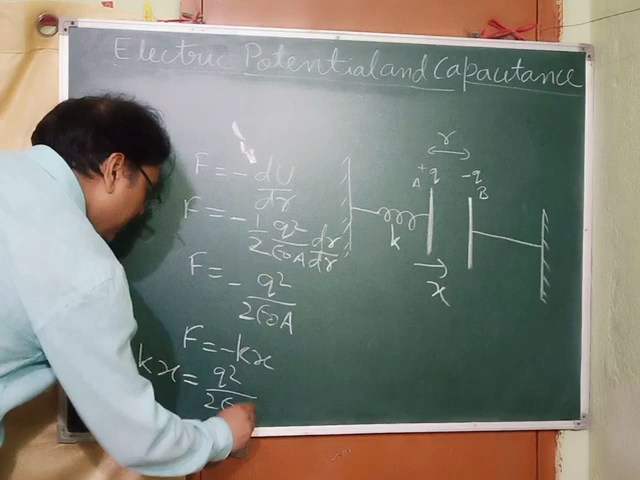 Electric Potential and Capacitance
F = - dU/dr
F = - 1/2 q²/ϵ₀A dr/dr
F = - q²/2ϵ₀A
F = -kx
kx = q²/2ϵ
r
+q
-q
A
B
k
x